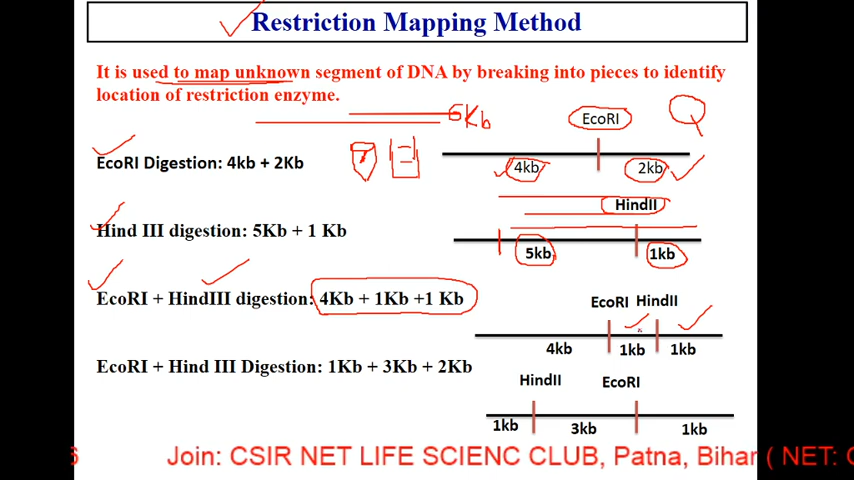 Restriction Mapping Method
It is used to map unknown segment of DNA by breaking into pieces to identify
location of restriction enzyme.
6Kb
EcoRI
Q
EcoRI Digestion: 4kb + 2Kb
4kb 2kb
HindII
Hind III digestion: 5Kb + 1 Kb
5kb 1kb
EcoRI HindIII
EcoRI + HindIII digestion: 4Kb + 1Kb +1 Kb
4kb 1kb 1kb
EcoRI + Hind III Digestion: 1Kb + 3Kb + 2Kb
HindII EcoRI
1kb 3kb 1kb
6 Join: CSIR NET LIFE SCIENC CLUB, Patna, Bihar ( NET: